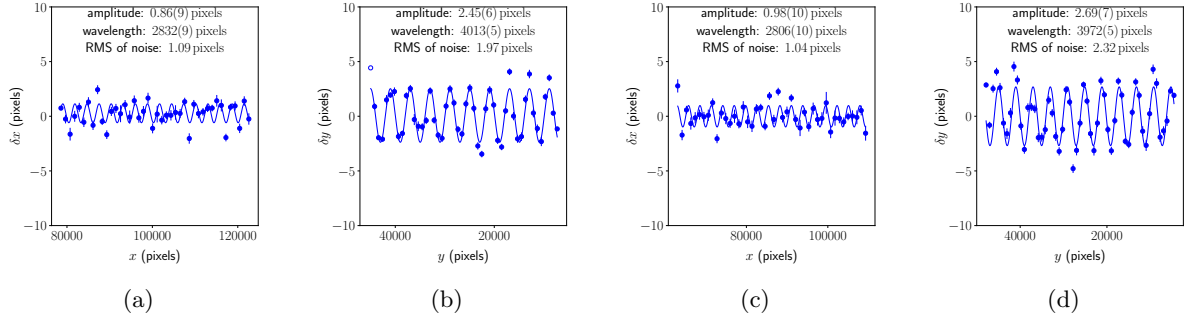 amplitude: 0.86(9) pixels
wavelength: 2832(9) pixels
RMS of noise: 1.09 pixels
10
5
0
−5
−10
δx (pixels)
80000 100000 120000
x (pixels)
(a)
amplitude: 2.45(6) pixels
wavelength: 4013(5) pixels
RMS of noise: 1.97 pixels
10
5
0
−5
−10
δy (pixels)
40000 20000
y (pixels)
(b)
amplitude: 0.98(10) pixels
wavelength: 2806(10) pixels
RMS of noise: 1.04 pixels
10
5
0
−5
−10
δx (pixels)
80000 100000
x (pixels)
(c)
amplitude: 2.69(7) pixels
wavelength: 3972(5) pixels
RMS of noise: 2.32 pixels
10
5
0
−5
−10
δy (pixels)
40000 20000
y (pixels)
(d)